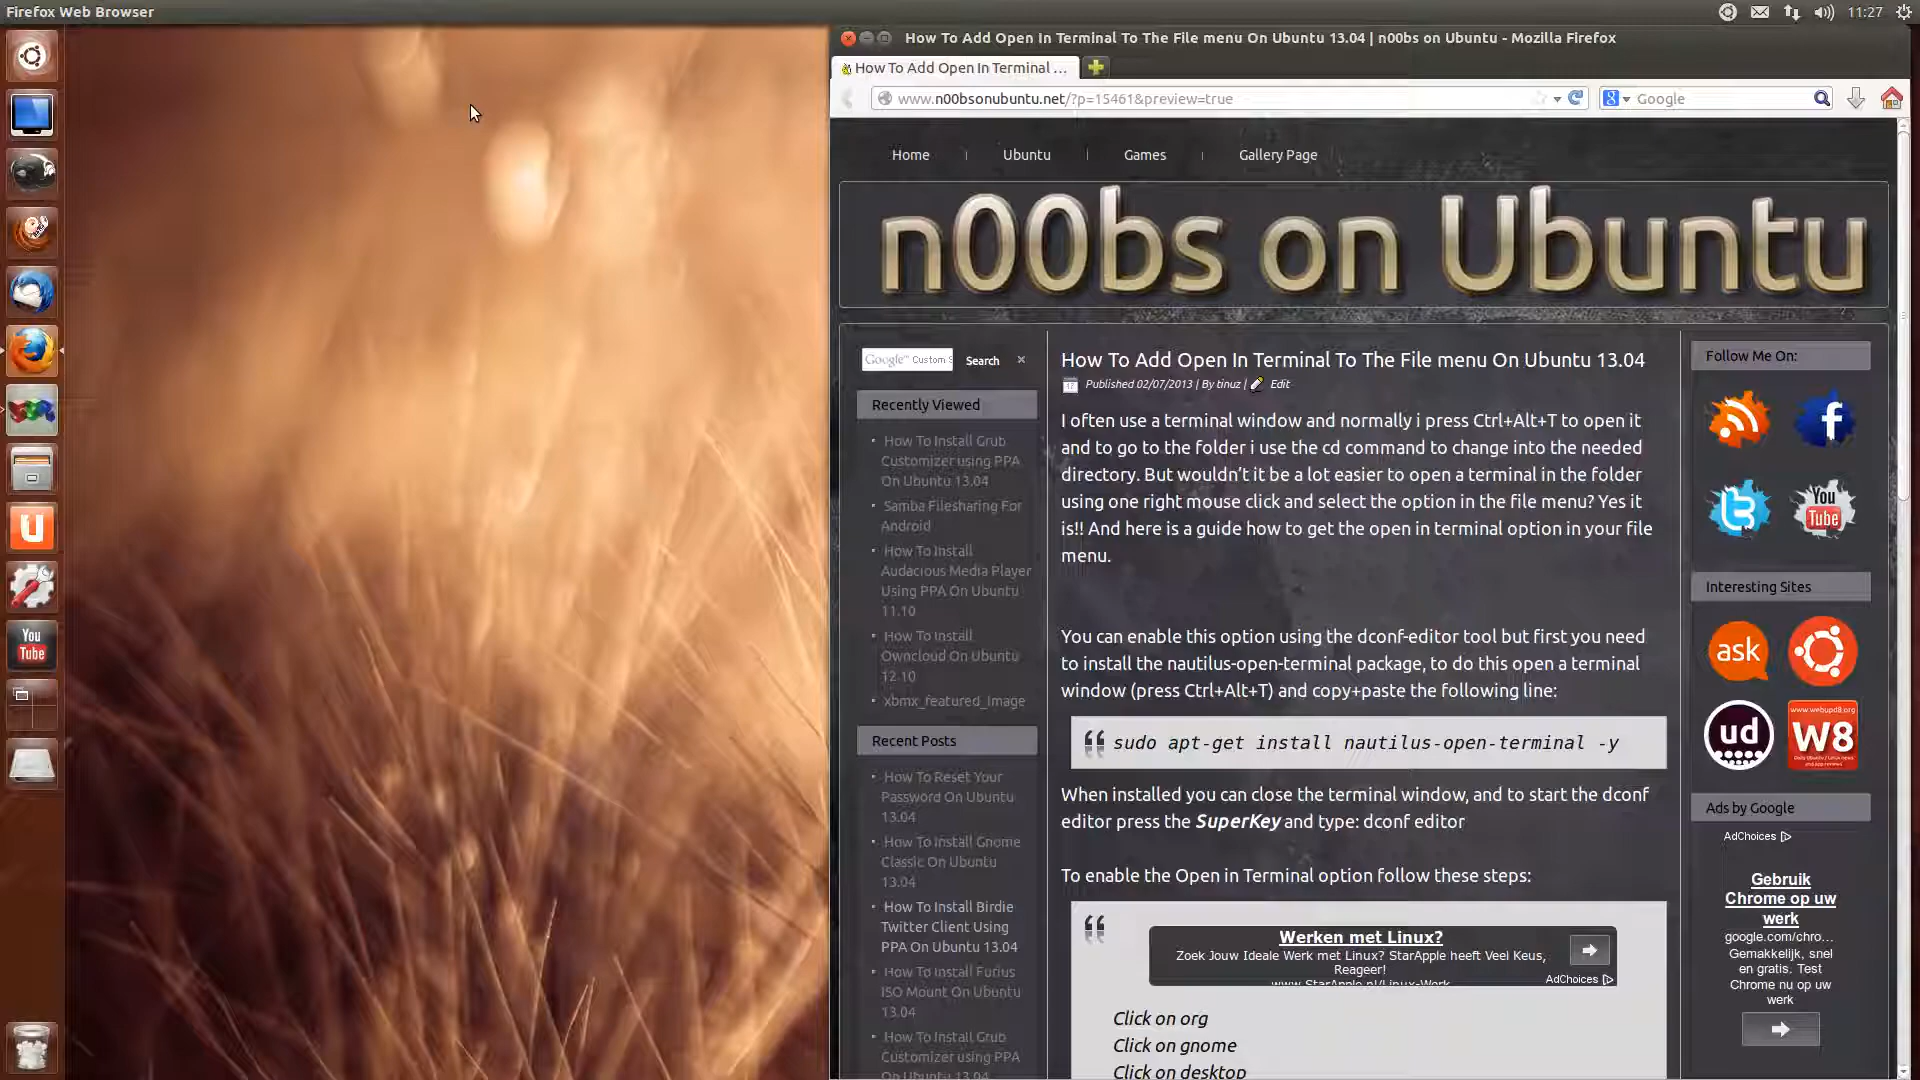 Firefox Web Browser
11:27
How To Add Open In Terminal To The File menu On Ubuntu 13.04 | n00bs on Ubuntu - Mozilla Firefox
How To Add Open In Terminal ...
www.n00bsonubuntu.net/?p=15461&preview=true
Google
Home
Ubuntu
Games
Gallery Page
n00bs on Ubuntu
Google™ Custom S
Search
Recently Viewed
How To Install Grub
Customizer using PPA
On Ubuntu 13.04
Samba Filesharing For
Android
How To Install
Audacious Media Player
Using PPA On Ubuntu
11.10
How To Install
Owncloud On Ubuntu
12.10
xbmx_featured_Image
Recent Posts
How To Reset Your
Password On Ubuntu
13.04
How To Install Gnome
Classic On Ubuntu
13.04
How To Install Birdie
Twitter Client Using
PPA On Ubuntu 13.04
How To Install Furius
ISO Mount On Ubuntu
13.04
How To Install Grub
Customizer using PPA
On Ubuntu 13.04
How To Add Open In Terminal To The File menu On Ubuntu 13.04
Published 02/07/2013 | By tinuz | Edit
I often use a terminal window and normally i press Ctrl+Alt+T to open it
and to go to the folder i use the cd command to change into the needed
directory. But wouldn't it be a lot easier to open a terminal in the folder
using one right mouse click and select the option in the file menu? Yes it
is!! And here is a guide how to get the open in terminal option in your file
menu.
You can enable this option using the dconf-editor tool but first you need
to install the nautilus-open-terminal package, to do this open a terminal
window (press Ctrl+Alt+T) and copy+paste the following line:
sudo apt-get install nautilus-open-terminal -y
When installed you can close the terminal window, and to start the dconf
editor press the SuperKey and type: dconf editor
To enable the Open in Terminal option follow these steps:
Werken met Linux?
Zoek Jouw Ideale Werk met Linux? StarApple heeft Veel Keus,
Reageer!
www.StarApple.nl/Linux-Werk
AdChoices
Click on org
Click on gnome
Click on desktop
Follow Me On:
You
Tube
Interesting Sites
ask
ud
www.webupd8.org
W8
Ads by Google
AdChoices
Gebruik
Chrome op uw
werk
google.com/chro...
Gemakkelijk, snel
en gratis. Test
Chrome nu op uw
werk
You
Tube